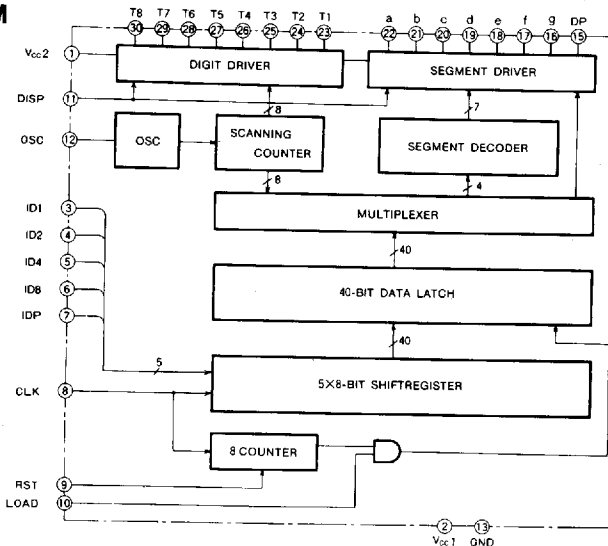 M
T8 T7 T6 T5 T4 T3 T2 T1 a b c d e f g DP
30 29 28 27 26 25 24 23 22 21 20 19 18 17 16 15
Vcc2 1
DIGIT DRIVER
SEGMENT DRIVER
DISP 11
8
7
OSC 12
OSC
SCANNING
COUNTER
SEGMENT DECODER
8
4
ID1 3
MULTIPLEXER
ID2 4
40
ID4 5
ID8 6
40-BIT DATA LATCH
IDP 7
40
5
CLK 8
5×8-BIT SHIFTREGISTER
8 COUNTER
RST 9
LOAD 10
2 13
Vcc1 GND